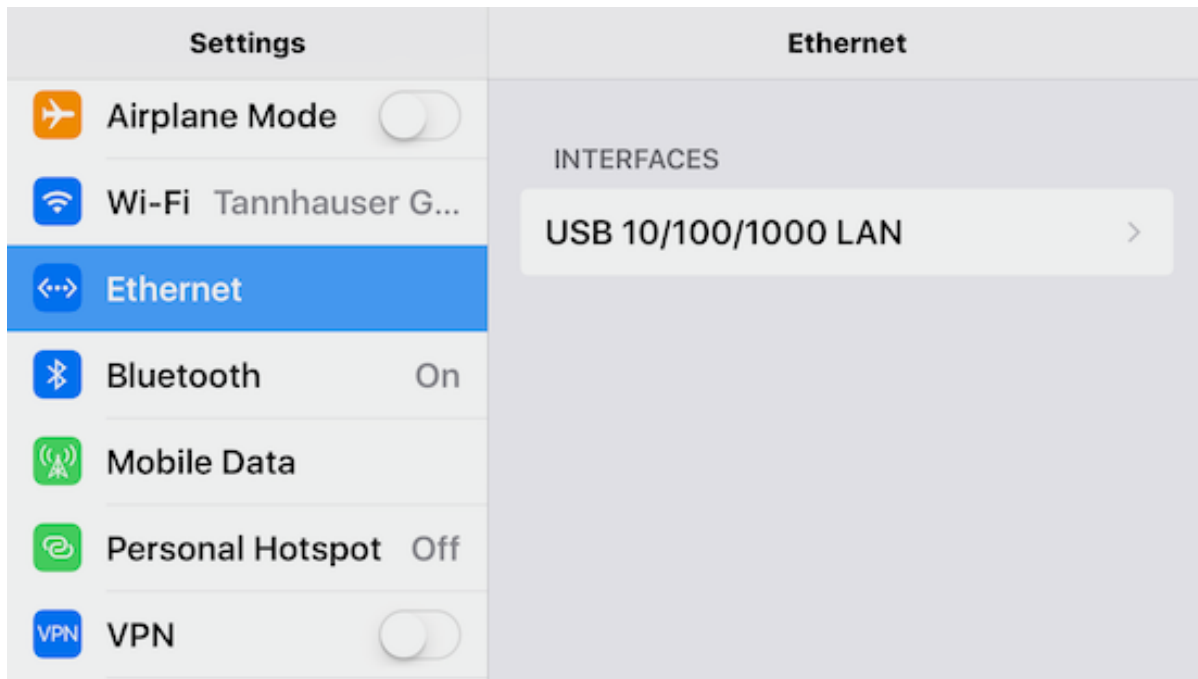 Settings
Airplane Mode
Wi-Fi Tannhauser G...
Ethernet
Bluetooth On
Mobile Data
Personal Hotspot Off
VPN VPN
Ethernet
INTERFACES
USB 10/100/1000 LAN